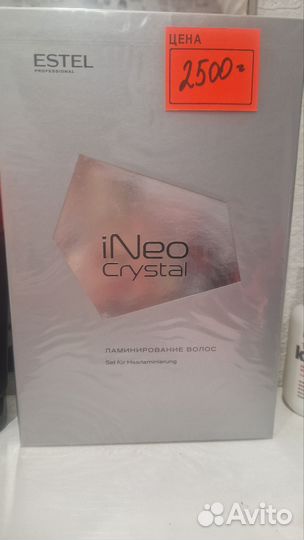 ESTEL
PROFESSIONAL
ЦЕНА
2500
iNeo
Crystal
ЛАМИНИРОВАНИЕ ВОЛОС
Set für Haarlaminierung
Avito